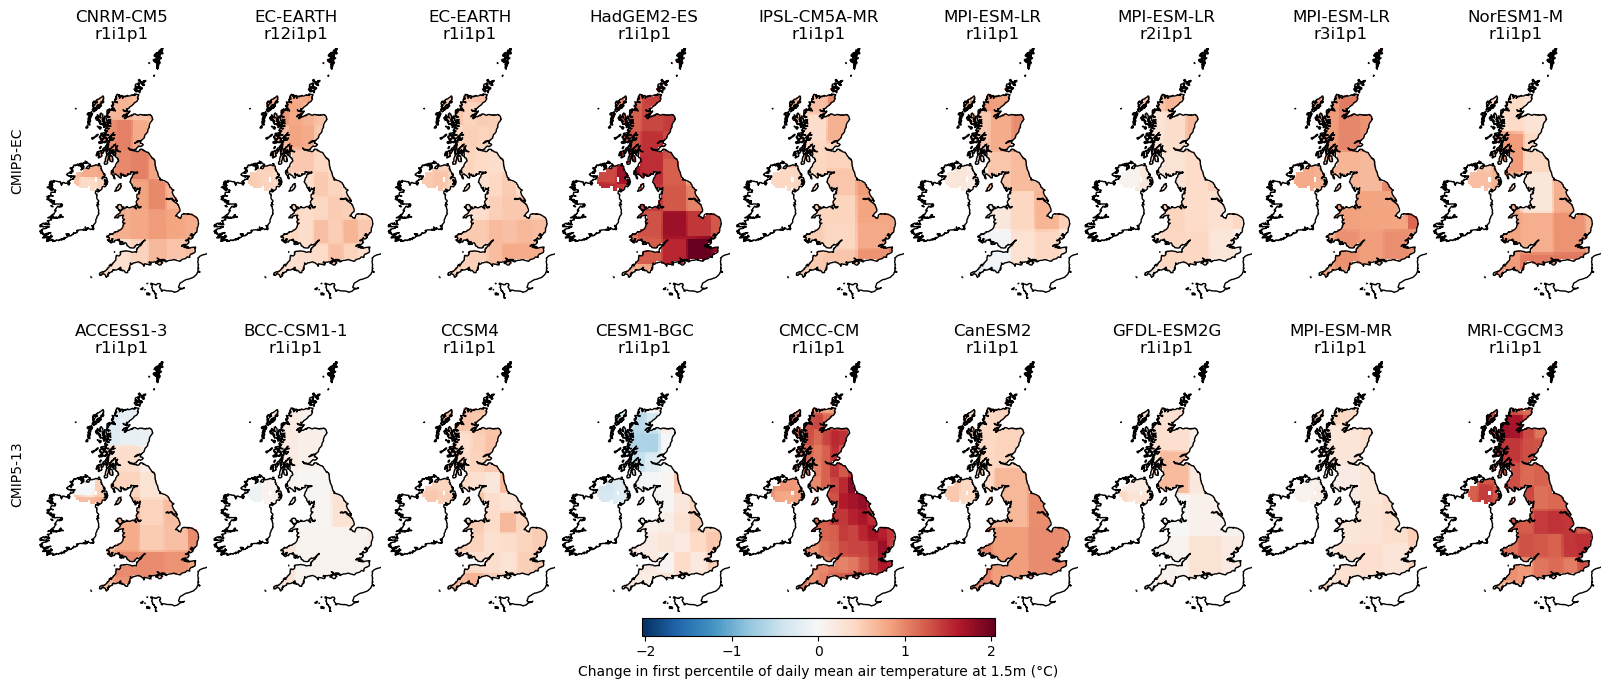 CNRM-CM5
r1i1p1
EC-EARTH
r12i1p1
EC-EARTH
r1i1p1
HadGEM2-ES
r1i1p1
IPSL-CM5A-MR
r1i1p1
MPI-ESM-LR
r1i1p1
MPI-ESM-LR
r2i1p1
MPI-ESM-LR
r3i1p1
NorESM1-M
r1i1p1
CMIP5-EC
ACCESS1-3
r1i1p1
BCC-CSM1-1
r1i1p1
CCSM4
r1i1p1
CESM1-BGC
r1i1p1
CMCC-CM
r1i1p1
CanESM2
r1i1p1
GFDL-ESM2G
r1i1p1
MPI-ESM-MR
r1i1p1
MRI-CGCM3
r1i1p1
CMIP5-13
−2 −1 0 1 2
Change in first percentile of daily mean air temperature at 1.5m (°C)